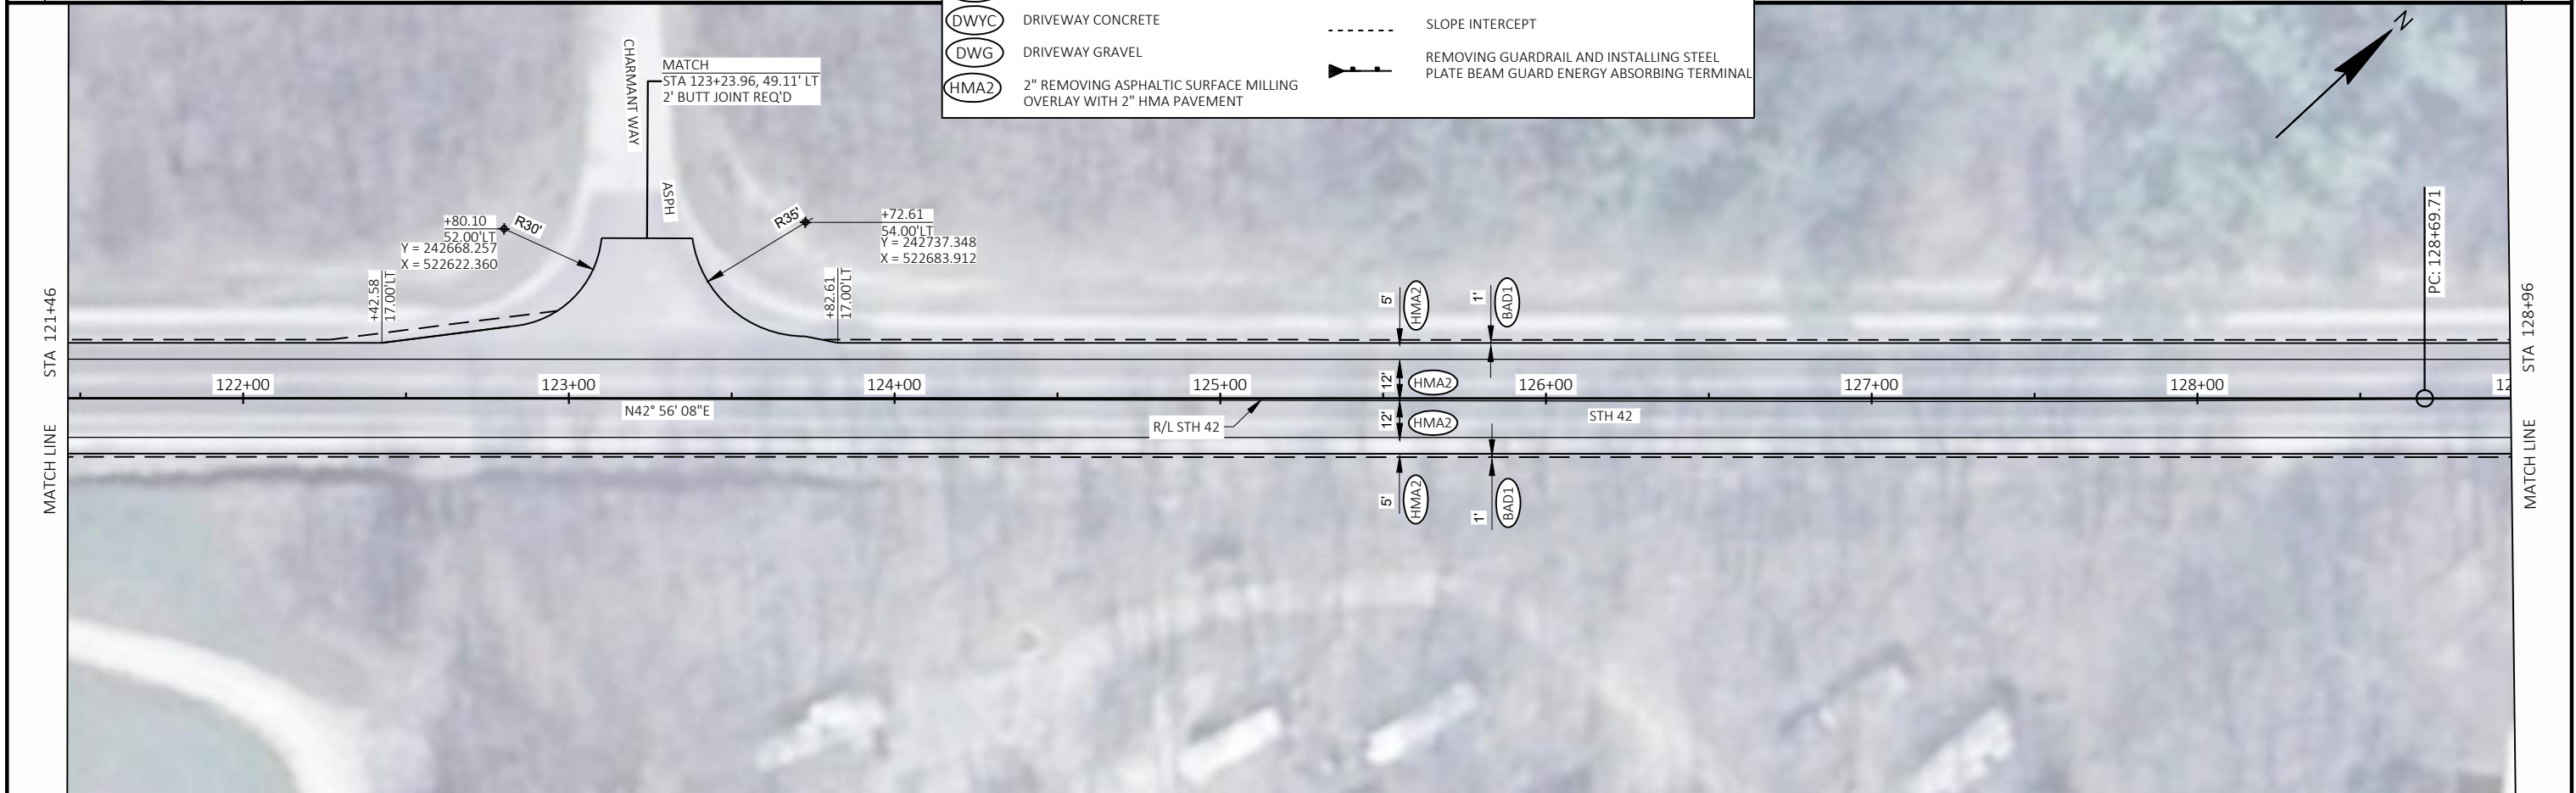 DWYC DRIVEWAY CONCRETE
DWG DRIVEWAY GRAVEL
HMA2 2" REMOVING ASPHALTIC SURFACE MILLING
OVERLAY WITH 2" HMA PAVEMENT
SLOPE INTERCEPT
REMOVING GUARDRAIL AND INSTALLING STEEL
PLATE BEAM GUARD ENERGY ABSORBING TERMINAL
N
CHARMANT WAY
MATCH
STA 123+23.96, 49.11' LT
2' BUTT JOINT REQ'D
ASPH
+80.10
52.00'LT
Y = 242668.257
X = 522622.360
R30'
R35'
+72.61
54.00'LT
Y = 242737.348
X = 522683.912
+42.58
17.00'LT
+82.61
17.00'LT
5'
HMA2
1'
BAD1
PC: 128+69.71
STA 121+46
MATCH LINE
STA 128+96
MATCH LINE
122+00
123+00
124+00
125+00
126+00
127+00
128+00
12
12'
HMA2
N42° 56' 08"E
R/L STH 42
12'
HMA2
STH 42
5'
HMA2
1'
BAD1